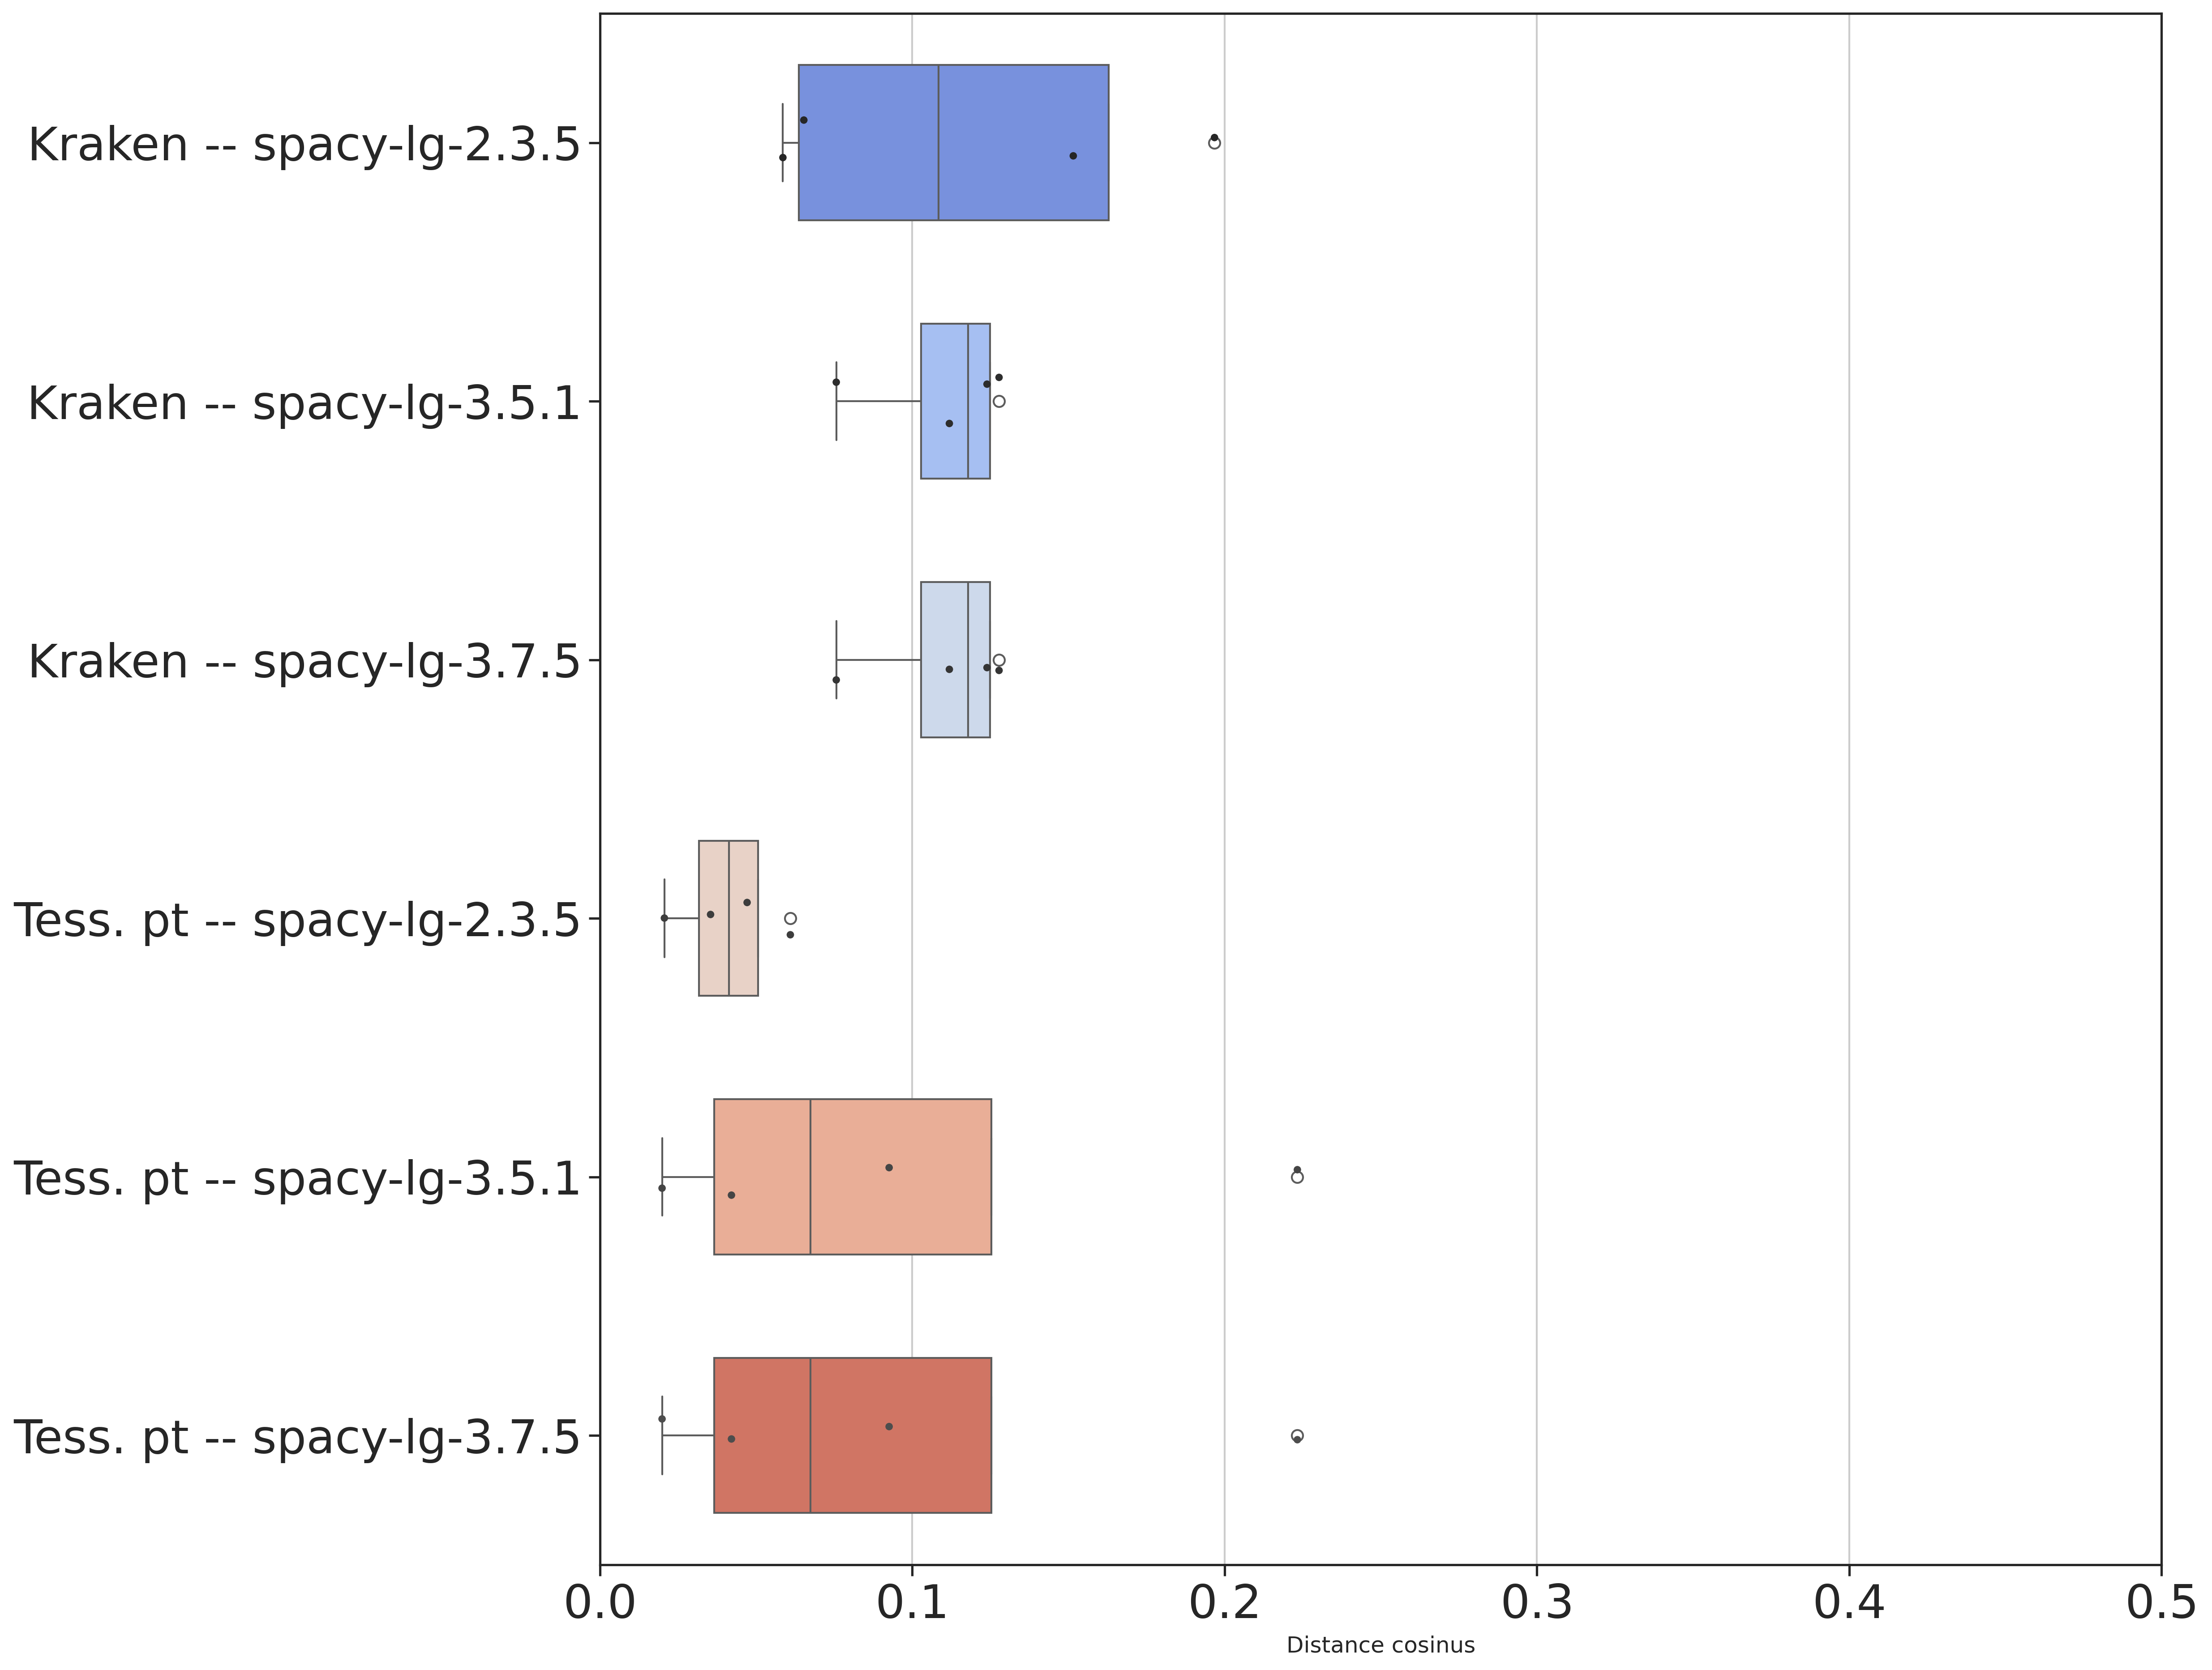 Kraken -- spacy-lg-2.3.5
Kraken -- spacy-lg-3.5.1
Kraken -- spacy-lg-3.7.5
Tess. pt -- spacy-lg-2.3.5
Tess. pt -- spacy-lg-3.5.1
Tess. pt -- spacy-lg-3.7.5
0.0 0.1 0.2 0.3 0.4 0.5
Distance cosinus